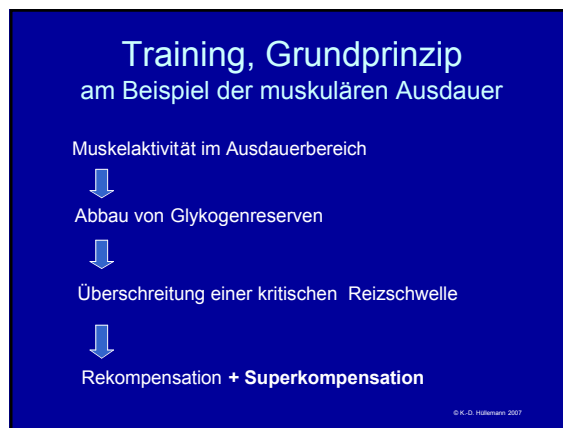 Training, Grundprinzip
am Beispiel der muskulären Ausdauer
Muskelaktivität im Ausdauerbereich
Abbau von Glykogenreserven
Überschreitung einer kritischen Reizschwelle
Rekompensation + Superkompensation
© K.-D. Hüllemann 2007